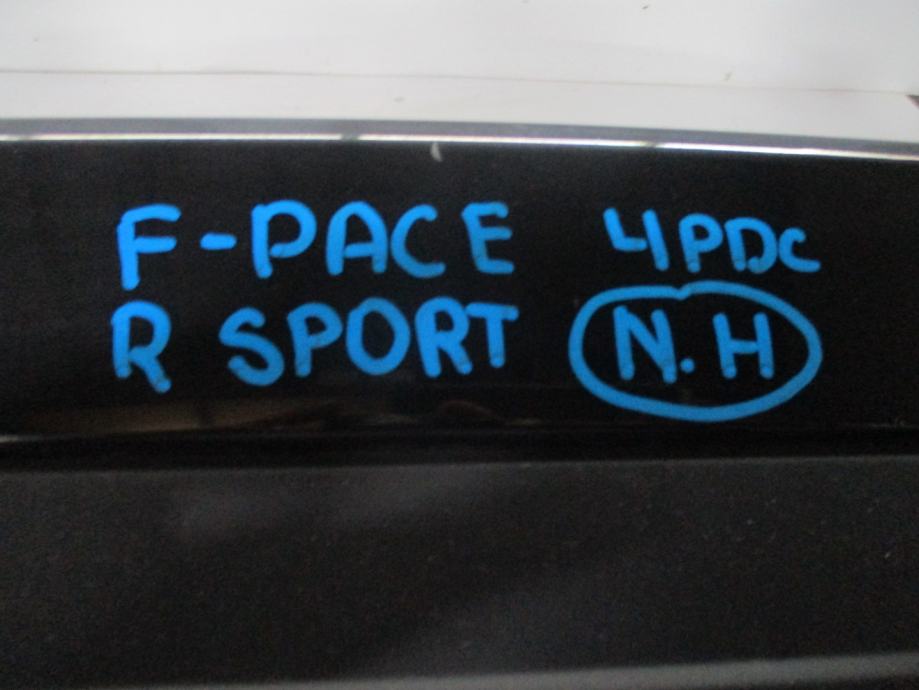 F-PACE 4PDC
R SPORT N.H